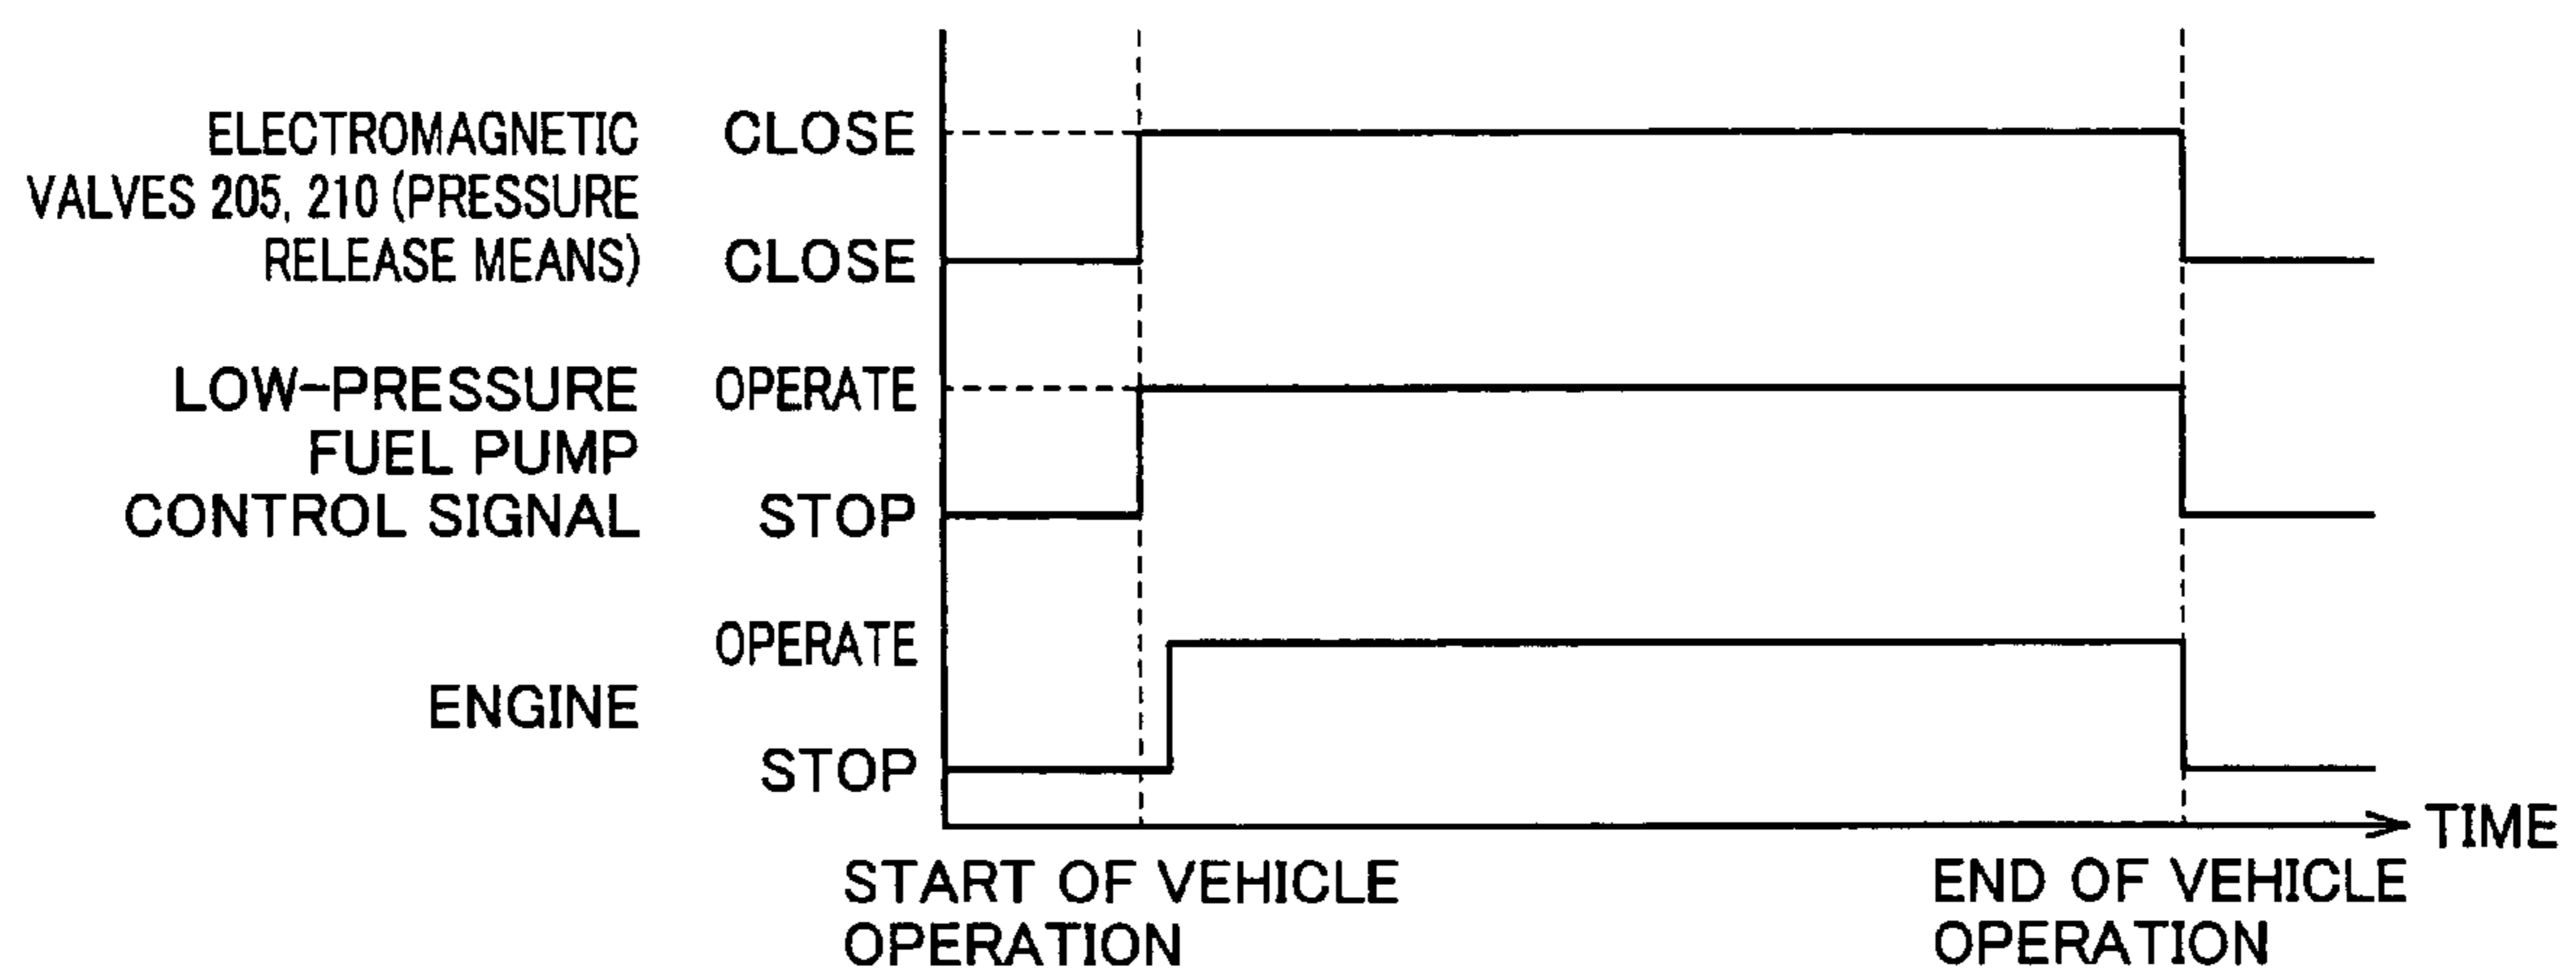 ELECTROMAGNETIC
VALVES 205, 210 (PRESSURE
RELEASE MEANS)
CLOSE
CLOSE
LOW-PRESSURE
FUEL PUMP
CONTROL SIGNAL
OPERATE
STOP
ENGINE
OPERATE
STOP
TIME
START OF VEHICLE
OPERATION
END OF VEHICLE
OPERATION